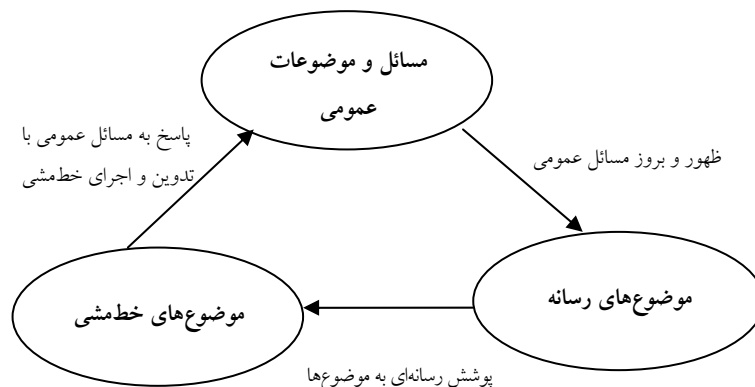 مسائل و موضوعات
عمومی
پاسخ به مسائل عمومی با
تدوین و اجرای خط‌مشی
ظهور و بروز مسائل عمومی
موضوع‌های رسانه
موضوع‌های خط‌مشی
پوشش رسانه‌ای به موضوع‌ها